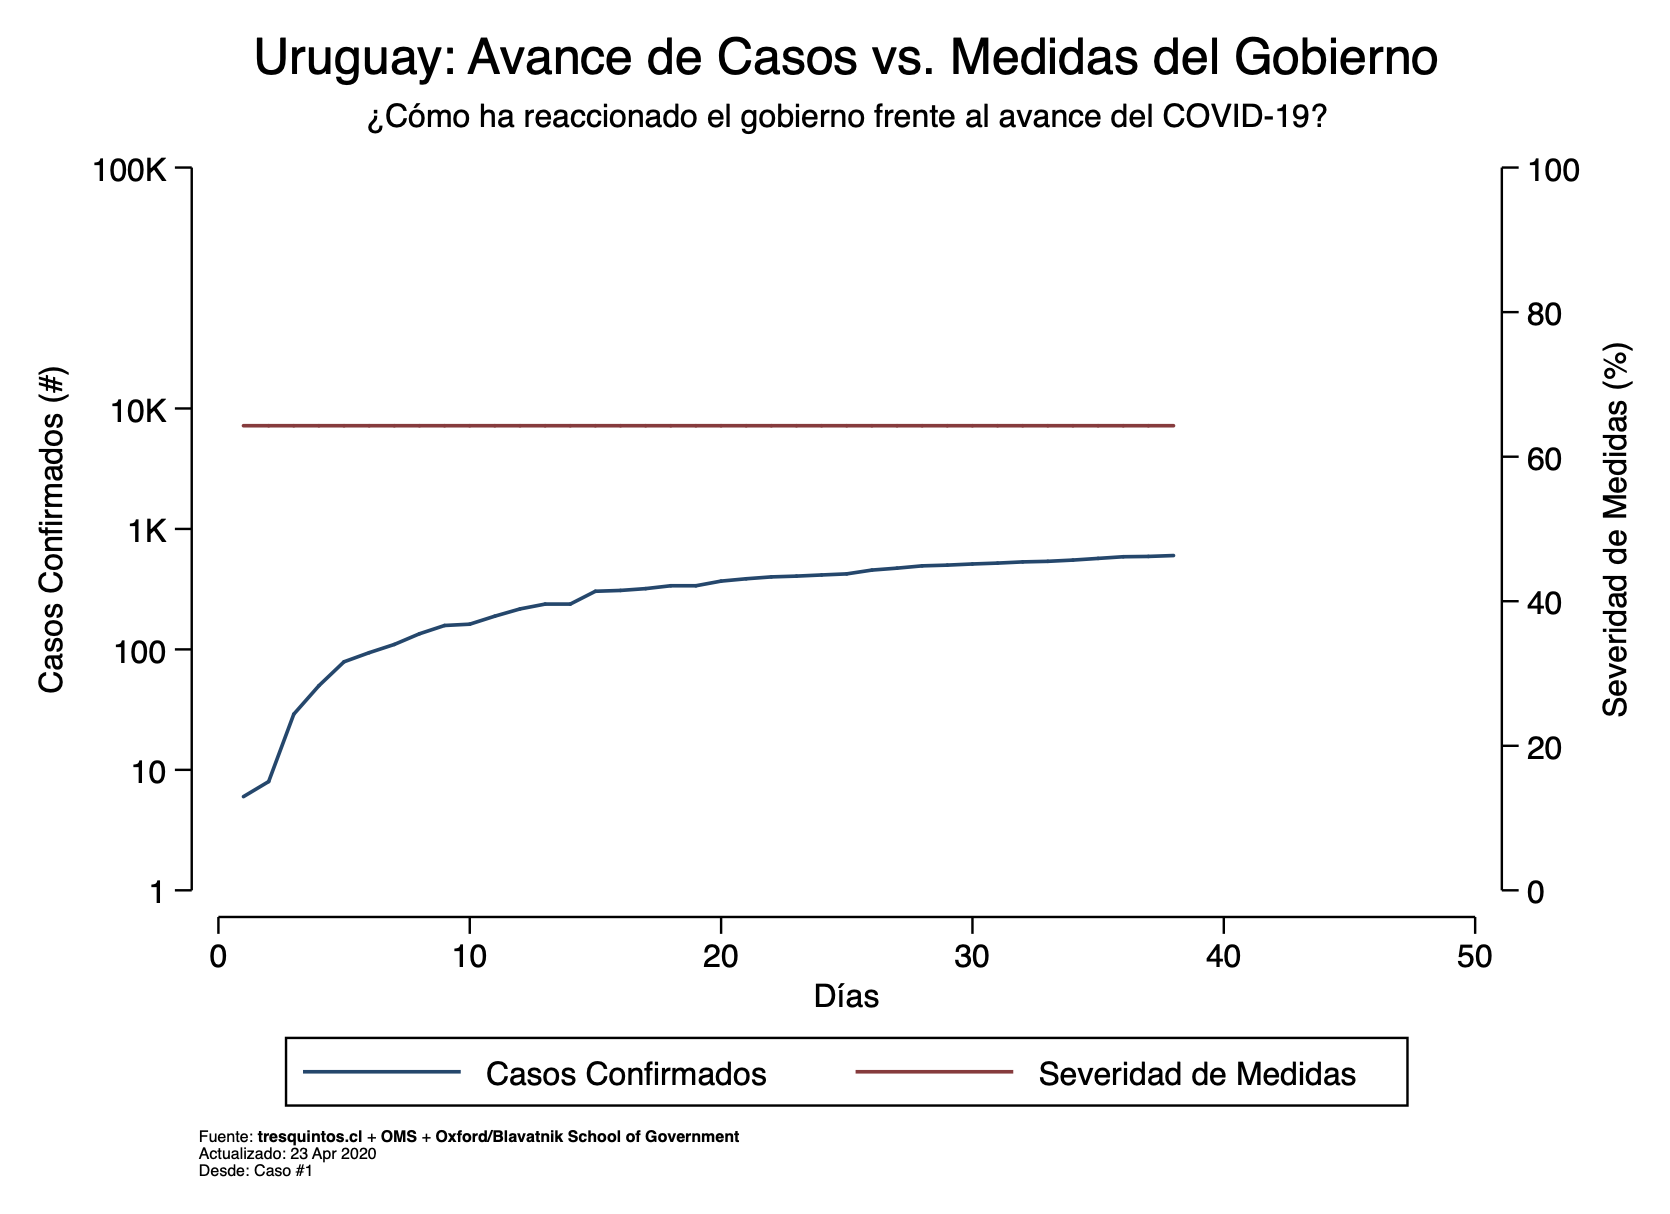 Uruguay: Avance de Casos vs. Medidas del Gobierno
¿Cómo ha reaccionado el gobierno frente al avance del COVID-19?
Casos Confirmados (#)
100K
10K
1K
100
10
1
Severidad de Medidas (%)
100
80
60
40
20
0
0 10 20 30 40 50
Días
Casos Confirmados Severidad de Medidas
Fuente: tresquintos.cl + OMS + Oxford/Blavatnik School of Government
Actualizado: 23 Apr 2020
Desde: Caso #1